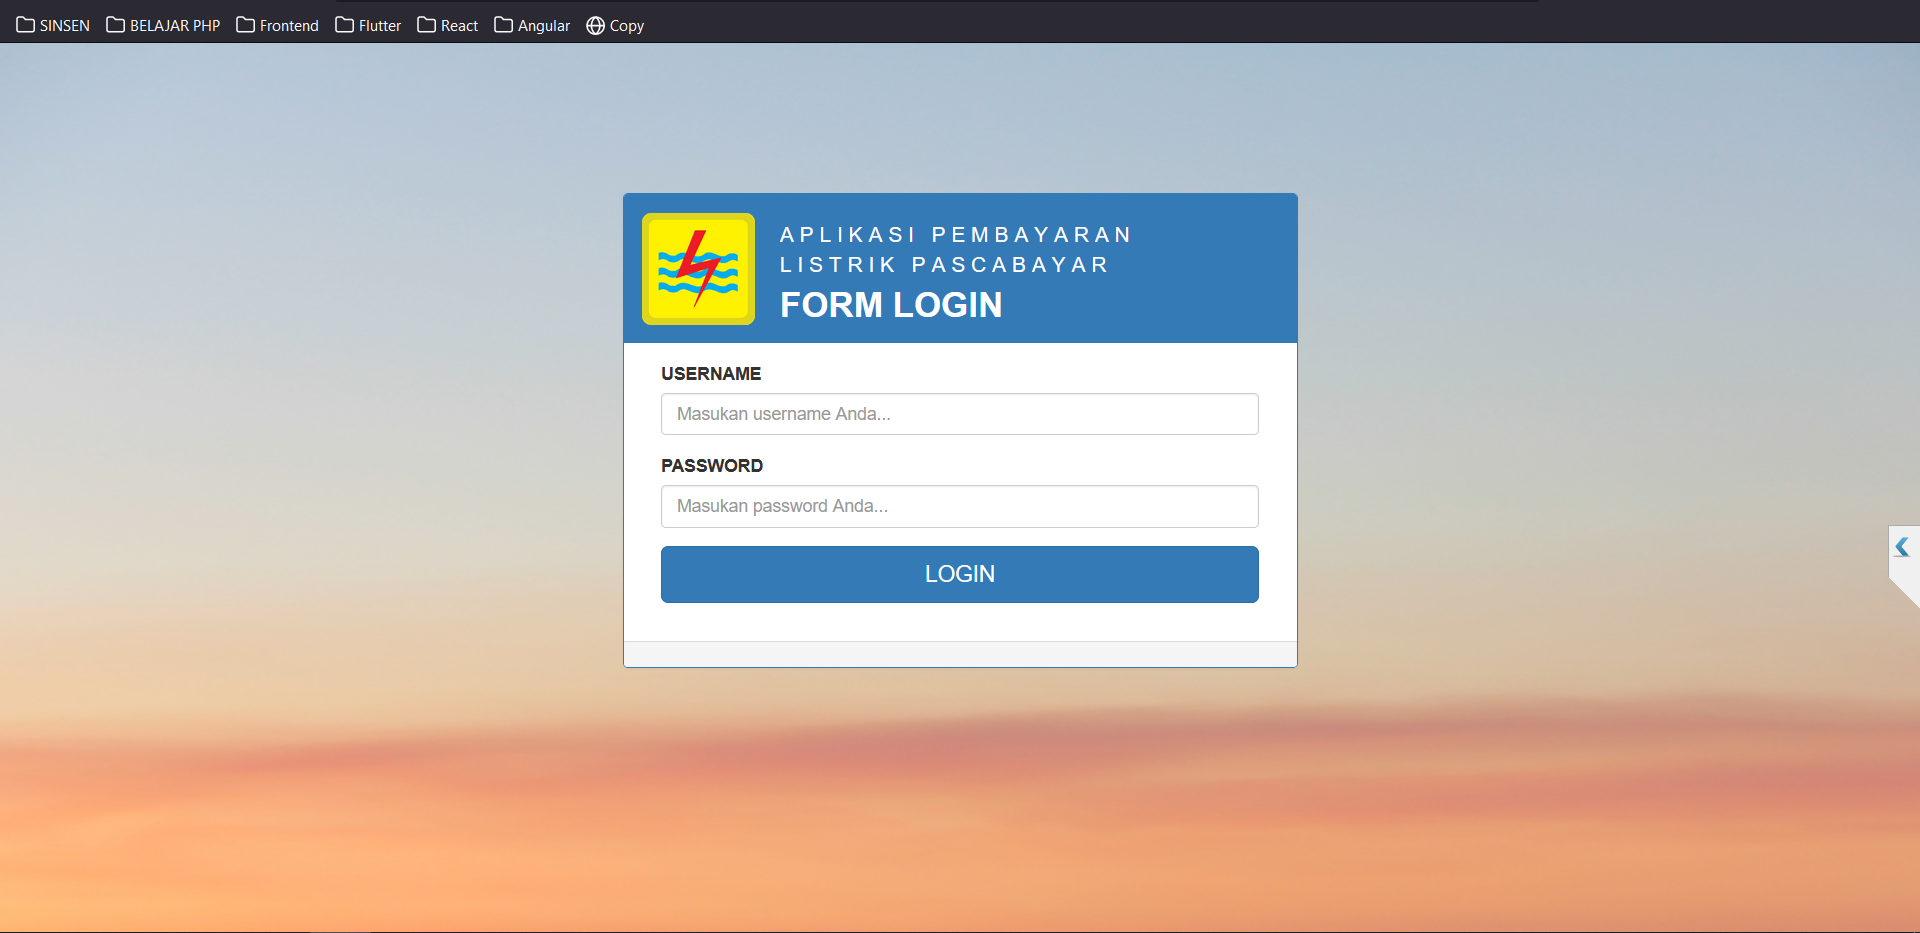 SINSEN BELAJAR PHP Frontend Flutter React Angular Copy
APLIKASI PEMBAYARAN
LISTRIK PASCABAYAR
FORM LOGIN
USERNAME
Masukan username Anda...
PASSWORD
Masukan password Anda...
LOGIN